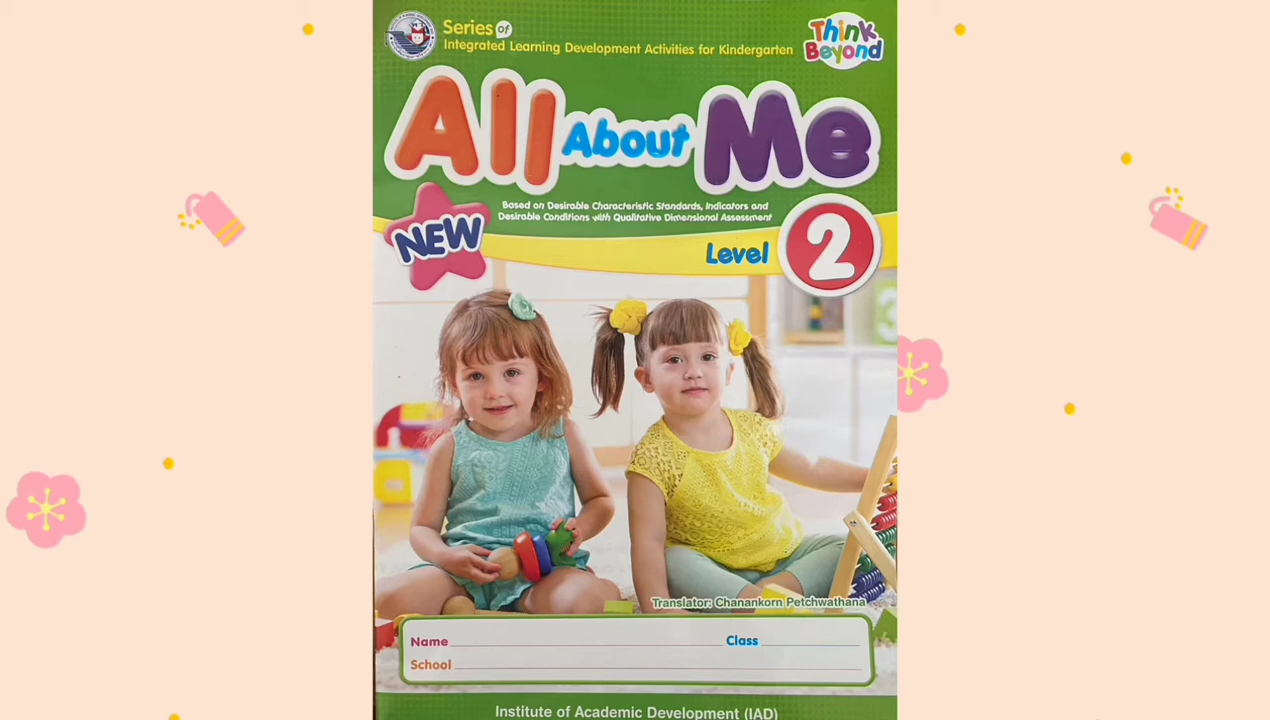 Series of
Integrated Learning Development Activities for Kindergarten
Think
Beyond
All About Me
Based on Desirable Characteristic Standards, Indicators and
Desirable Conditions with Qualitative Dimensional Assessment
NEW
Level 2
Translator: Chanankorn Petchwathana
Name
Class
School
Institute of Academic Development (IAD)